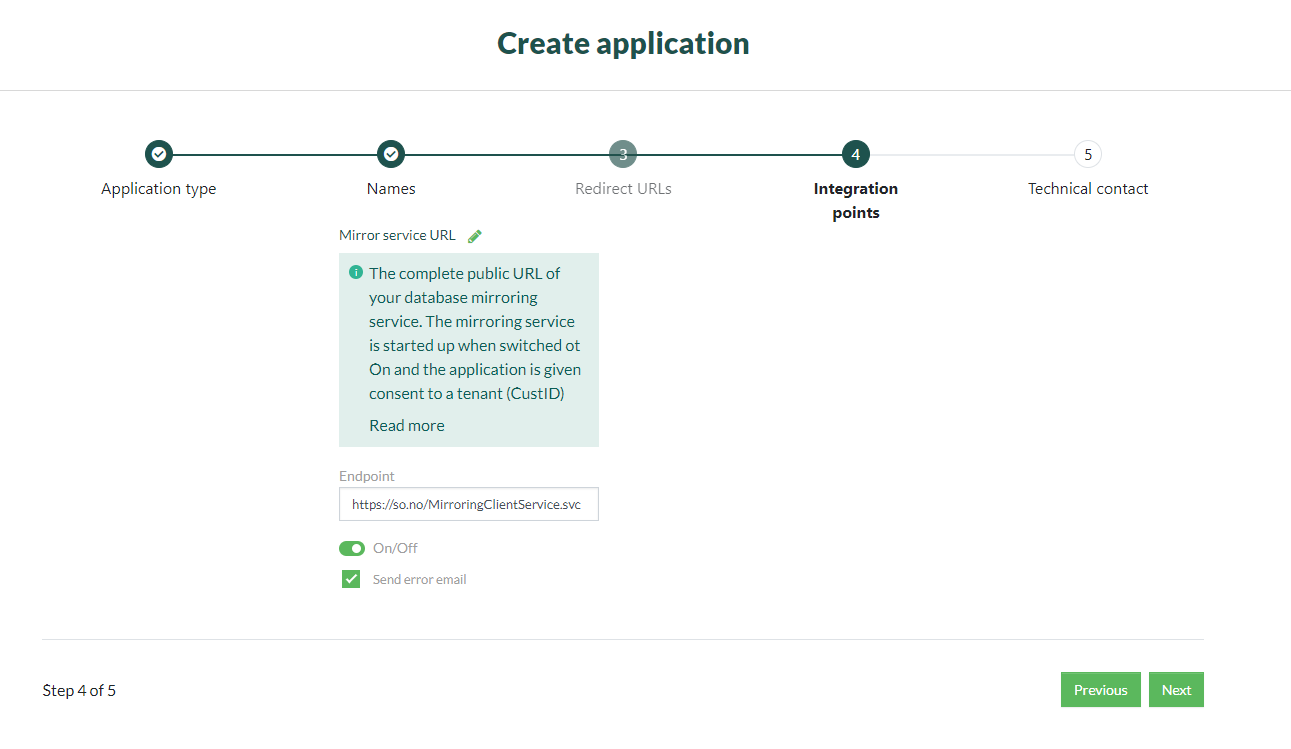 Create application
3
4
5
Application type
Names
Redirect URLs
Integration
points
Technical contact
Mirror service URL
The complete public URL of
your database mirroring
service. The mirroring service
is started up when switched ot
On and the application is given
consent to a tenant (CustID)
Read more
Endpoint
https://so.no/MirroringClientService.svc
On/Off
Send error email
Step 4 of 5
Previous
Next